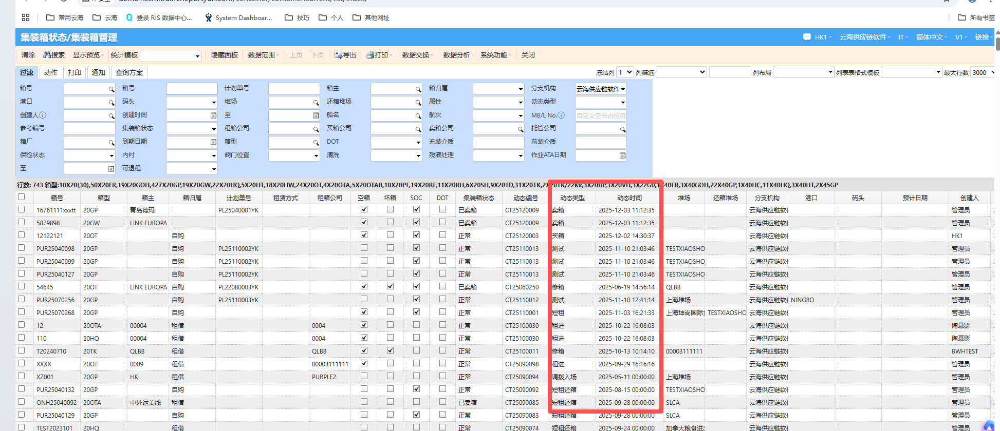 常用云海 云海 登录 RIS 数据中心... System Dashboar... 技巧 个人 其他网址 所有书签
集装箱状态/集装箱管理 HK1 云海供应链软件 IT 简体中文 V1 链接
清除 搜索 显示预览 统计模板 隐藏面板 数据范围 上页 下页 导出 打印 数据交换 数据分析 系统功能 关闭
过滤 动作 打印 通知 查询方案 冻结列 1 列筛选 列布局 列表表格式模板 最大行数 3000
箱号 箱号 计划单号 箱主 箱归属 分支机构 云海供应链软件
港口 码头 堆场 还箱堆场 属性 动态类型
创建人 创建时间 至 船名 航次 MB/L No. 自定义空白占位符
参考编号 集装箱状态 租箱公司 买箱公司 卖箱公司 托管公司
箱厂 到期日期 箱型 DOT 充装介质 前装介质
保险状态 内衬 阀门位置 清洗 残液处理 作业ATA日期
至 可退租
行数: 743 箱型:10X20(30),50X20FR,19X20GOH,427X20GP,19X20GW,22X20HQ,5X20HT,18X20HW,24X20OT,4X20OTA,5X20OTAB,10X20PF,19X20RF,11X20RH,6X20SH,9X20TD,31X20TK,2X20TK/22Kx,3X20UP,3X20VH,3X22G0,1X40FR,3X40GOH,22X40GP,1X40HC,11X40HQ,3X40HT,2X45GP
箱号 箱型 箱主 箱归属 计划单号 租赁方式 租箱公司 空箱 坏箱 SOC DOT 集装箱状态 动态编号 动态类型 动态时间 堆场 还箱堆场 分支机构 港口 码头 预计日期 创建人
16761111xxxtt 20GP 青岛德玛 PL25040001YK 已卖箱 CT25120009 卖箱 2025-12-03 11:12:35 云海供应链软件 管理员
5879898 20GW LINK EUROPA 已卖箱 CT25120009 卖箱 2025-12-03 11:12:35 云海供应链软件 管理员
12122121 20OT 自购 正常 CT25120003 买箱 2025-12-02 14:30:37 云海供应链软件 HK1
PUR25040098 20GP 自购 PL25110002YK 正常 CT25110013 测试 2025-11-10 21:03:46 TESTXIAOSHO 云海供应链软件 管理员
PUR25040099 20GP 自购 PL25110002YK 正常 CT25110013 测试 2025-11-10 21:03:46 TESTXIAOSHO 云海供应链软件 管理员
PUR25040127 20GP 自购 PL25110002YK 正常 CT25110013 测试 2025-11-10 21:03:46 TESTXIAOSHO 云海供应链软件 管理员
54645 20OT LINK EUROPA 自购 PL22080003YK 已卖箱 CT25060250 修箱 2025-06-19 14:56:14 QLBB 云海供应链软件 管理员
PUR25070256 20GP 自购 PL25110003YK 正常 CT25110012 测试 2025-11-10 12:41:14 上海堆场 云海供应链软件 NINGBO 管理员
PUR25070268 20GP 自购 正常 CT25110001 短租 2025-11-03 16:21:33 上海坤尚国际 TESTXIAOSHO 云海供应链软件 管理员
12 20OTA 00004 租借 0004 正常 CT25100030 租进 2025-10-22 16:08:03 云海供应链软件 陶慕影
110 20HQ 00004 租借 0004 正常 CT25100030 租进 2025-10-22 16:08:03 云海供应链软件 陶慕影
T20240710 20TK QLBB 租借 QLBB 正常 CT25100011 修箱 2025-10-13 10:14:10 00003111111 云海供应链软件 BWHTEST
XXXX 20OT 0009 租借 00003111111 正常 CT25090098 租进 2025-09-29 16:16:16 云海供应链软件 管理员
XZ001 20GP HK 租借 PURPLE2 正常 CT25090094 调拨入场 2025-05-11 00:00:00 上海堆场 云海供应链软件 管理员
PUR25040132 20GP 自购 正常 CT25090092 短租还箱 2025-08-15 00:00:00 TESTXIAOSHO 云海供应链软件 管理员
ONH25040092 20OTA 中外运美线 租借 已卖箱 CT25090085 短租还箱 2025-09-28 00:00:00 SLCA 云海供应链软件 管理员
PUR25040129 20GP 自购 正常 CT25090083 短租还箱 2025-09-28 00:00:00 SLCA 云海供应链软件 管理员
TEST2023101 20HQ 租借 正常 CT25090074 短租还箱 2025-09-24 00:00:00 加拿大粮食进出 云海供应链软件 管理员